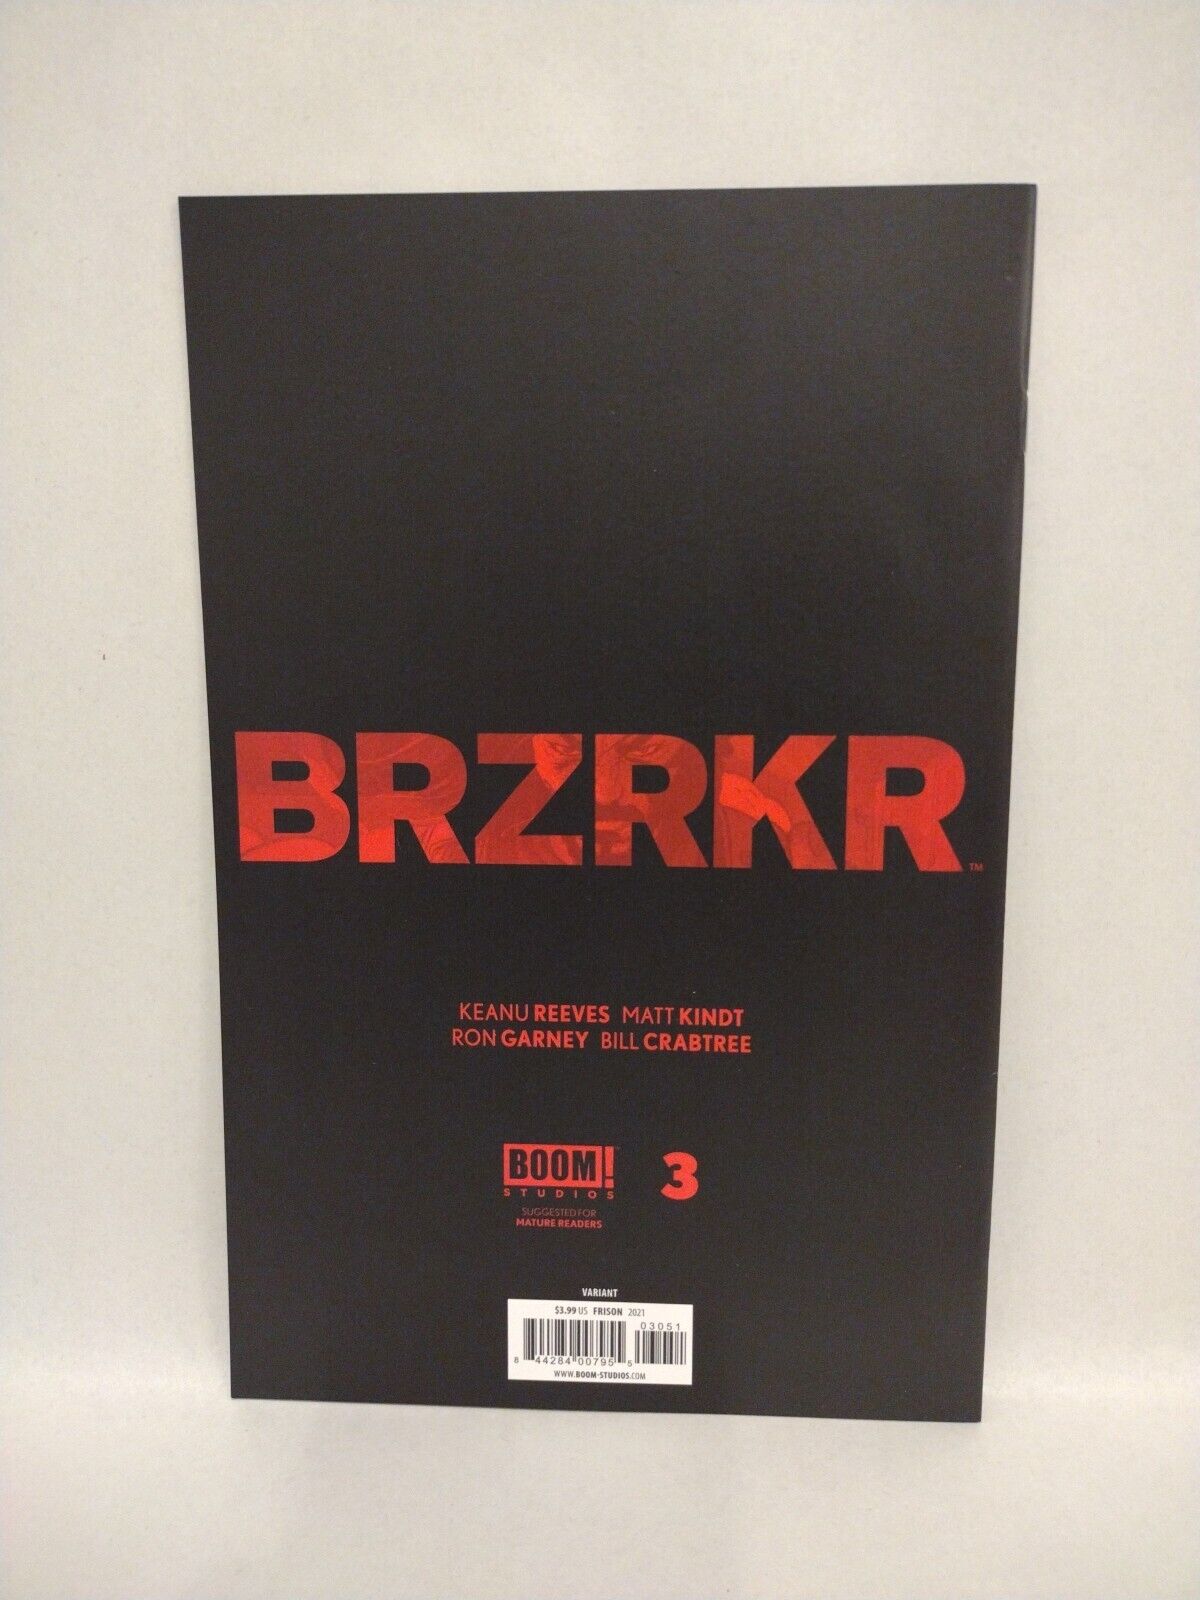 BRZRKR™
KEANU REEVES MATT KINDT
RON GARNEY BILL CRABTREE
BOOM! 3
STUDIOS
SUGGESTED FOR
MATURE READERS
VARIANT
$3.99 US FRISON 2021
03051
8 44284 00795 5
WWW.BOOM-STUDIOS.COM